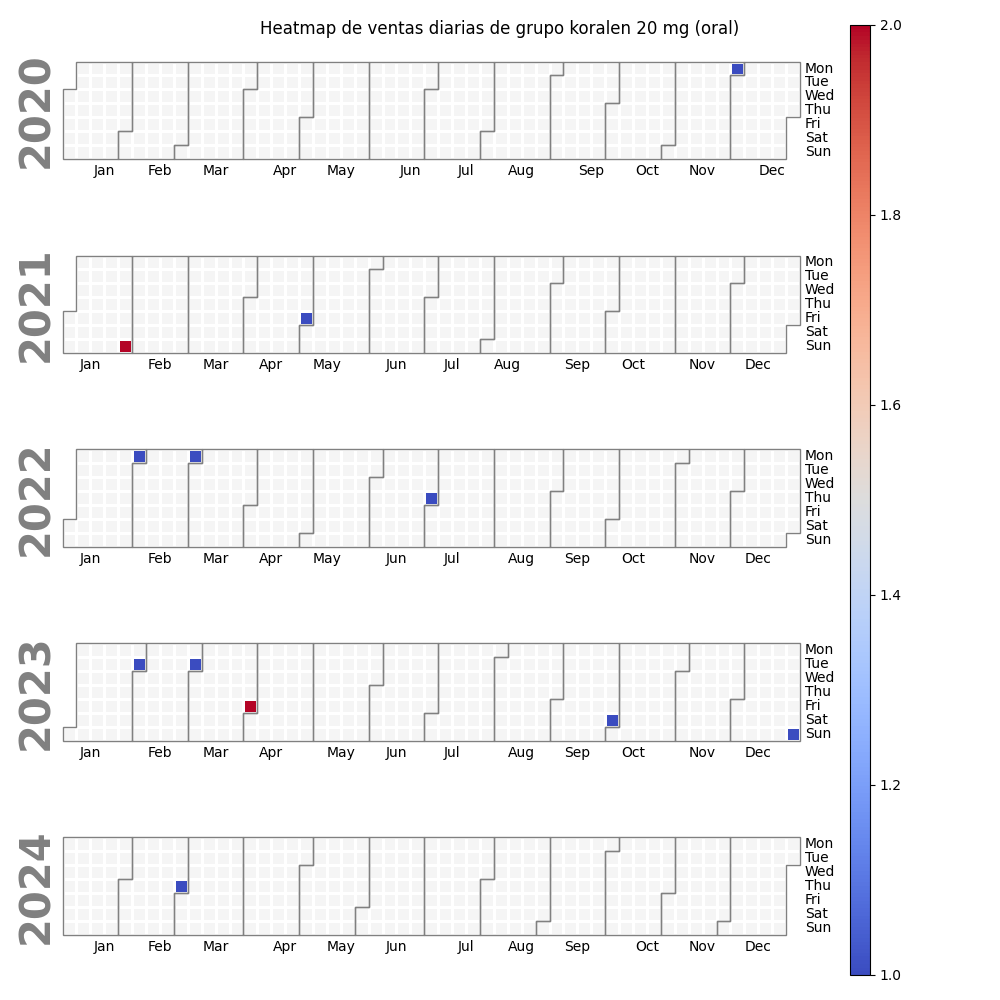 Heatmap de ventas diarias de grupo koralen 20 mg (oral)
2020
Mon
Tue
Wed
Thu
Fri
Sat
Sun
Jan Feb Mar Apr May Jun Jul Aug Sep Oct Nov Dec
2021
Mon
Tue
Wed
Thu
Fri
Sat
Sun
Jan Feb Mar Apr May Jun Jul Aug Sep Oct Nov Dec
2022
Mon
Tue
Wed
Thu
Fri
Sat
Sun
Jan Feb Mar Apr May Jun Jul Aug Sep Oct Nov Dec
2023
Mon
Tue
Wed
Thu
Fri
Sat
Sun
Jan Feb Mar Apr May Jun Jul Aug Sep Oct Nov Dec
2024
Mon
Tue
Wed
Thu
Fri
Sat
Sun
Jan Feb Mar Apr May Jun Jul Aug Sep Oct Nov Dec
2.0
1.8
1.6
1.4
1.2
1.0